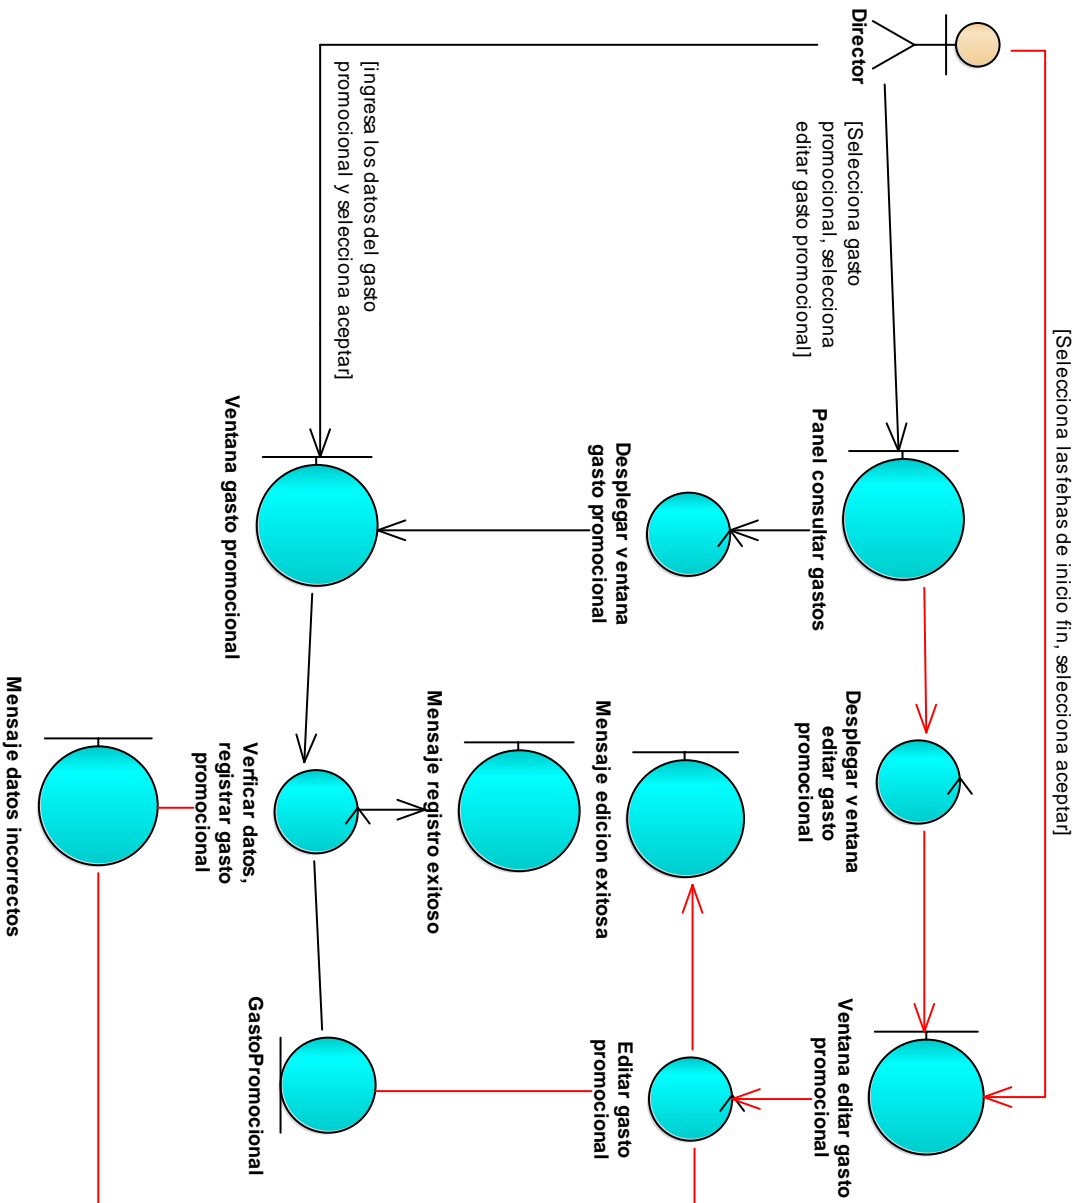 Director
[Selecciona las fehas de inicio fin, selecciona aceptar]
[Selecciona gasto
promocional, selecciona
editar gasto promocional]
[ingresa los datos del gasto
promocional y selecciona aceptar]
Panel consultar gastos
Desplegar ventana
editar gasto
promocional
Ventana editar gasto
promocional
Desplegar ventana
gasto promocional
Editar gasto
promocional
Mensaje edicion exitosa
Mensaje registro exitoso
Ventana gasto promocional
Verficar datos,
registrar gasto
promocional
GastoPromocional
Mensaje datos incorrectos